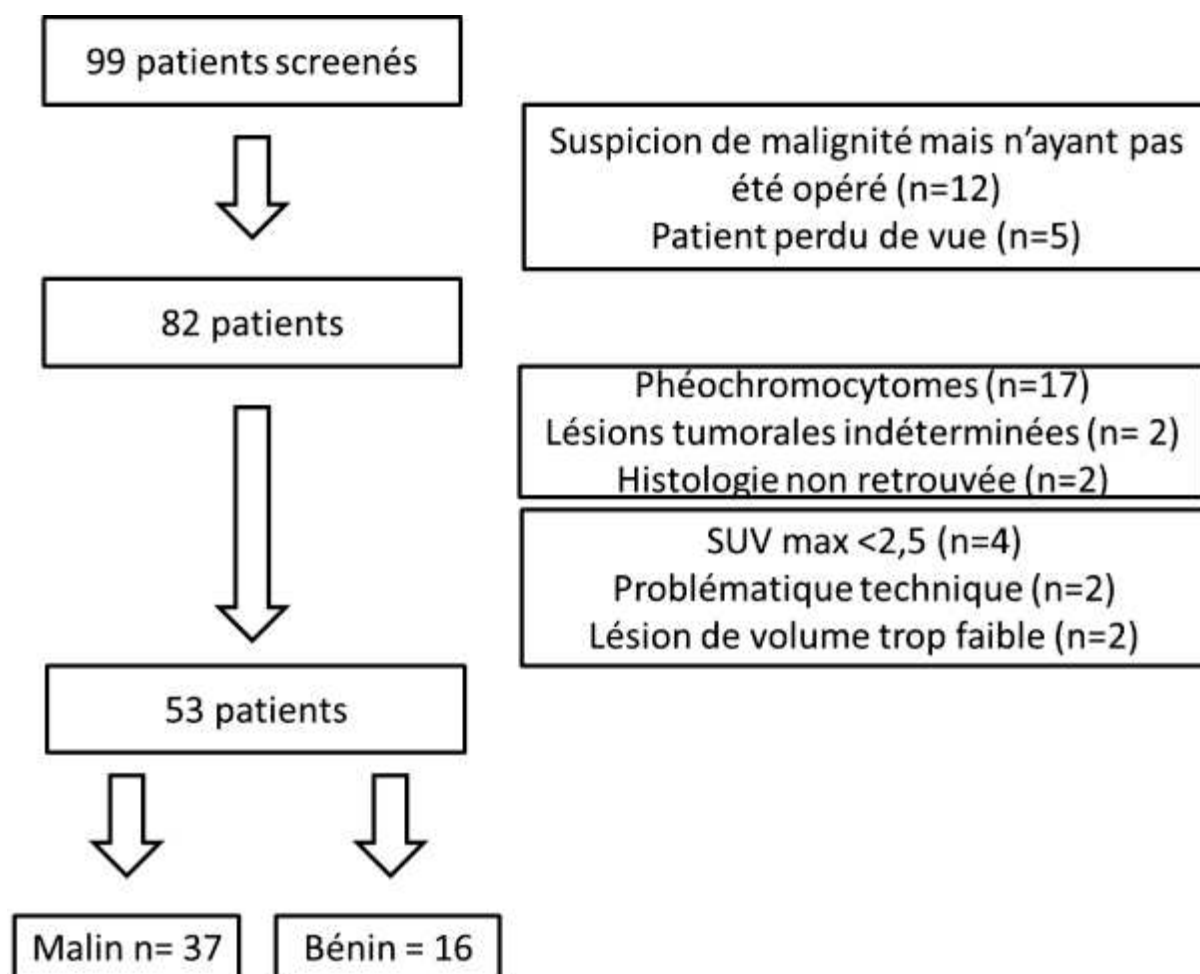 99 patients screenés
Suspicion de malignité mais n'ayant pas
été opéré (n=12)
Patient perdu de vue (n=5)
82 patients
Phéochromocytomes (n=17)
Lésions tumorales indéterminées (n= 2)
Histologie non retrouvée (n=2)
SUV max <2,5 (n=4)
Problématique technique (n=2)
Lésion de volume trop faible (n=2)
53 patients
Malin n= 37
Bénin = 16